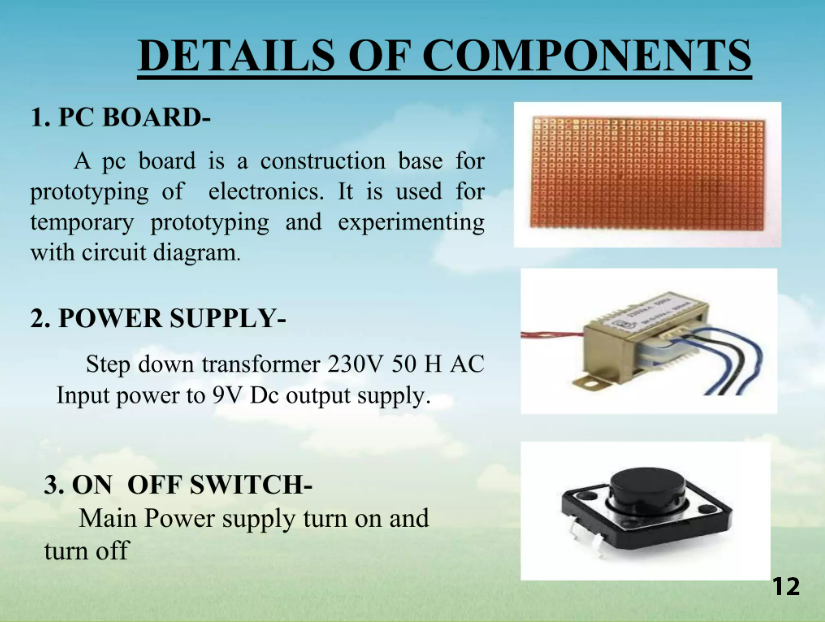 DETAILS OF COMPONENTS
1. PC BOARD-
A pc board is a construction base for
prototyping of electronics. It is used for
temporary prototyping and experimenting
with circuit diagram.
2. POWER SUPPLY-
Step down transformer 230V 50 H AC
Input power to 9V Dc output supply.
3. ON OFF SWITCH-
Main Power supply turn on and
turn off
12